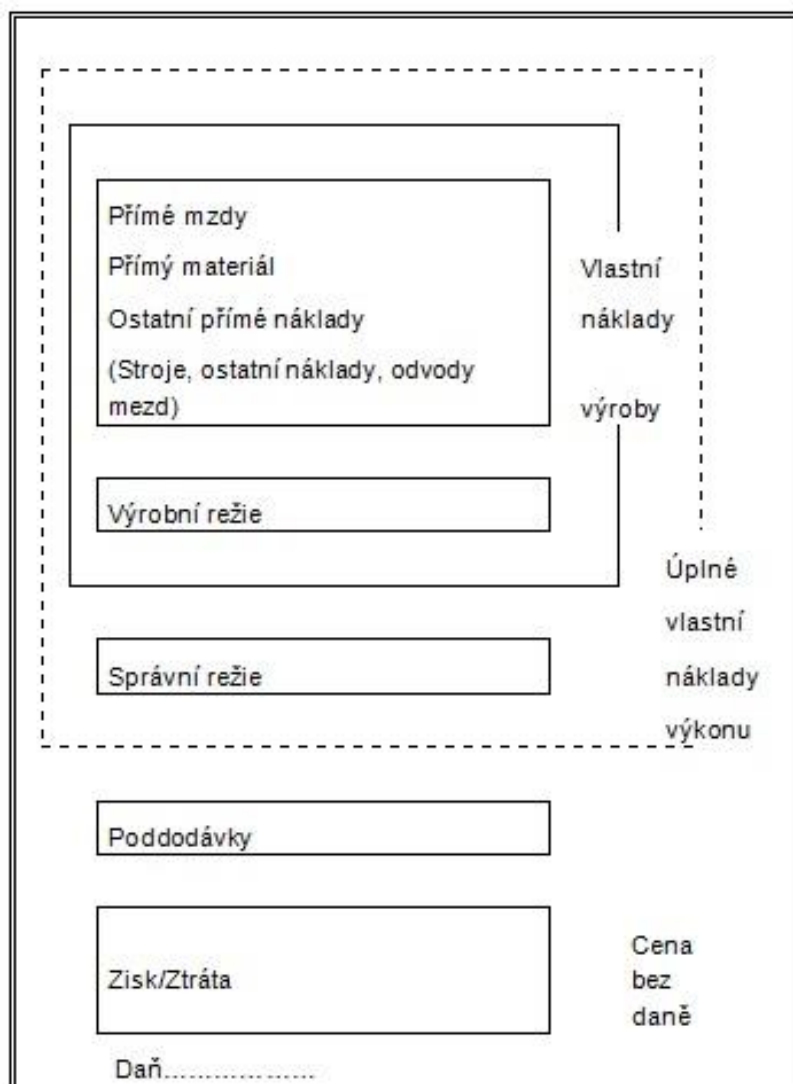 Přímé mzdy
Přímý materiál
Ostatní přímé náklady
(Stroje, ostatní náklady, odvody
mezd)
Vlastní
náklady
výroby
Výrobní režie
Úplné
vlastní
náklady
výkonu
Správní režie
Poddodávky
Zisk/Ztráta
Cena
bez
daně
Daň...................